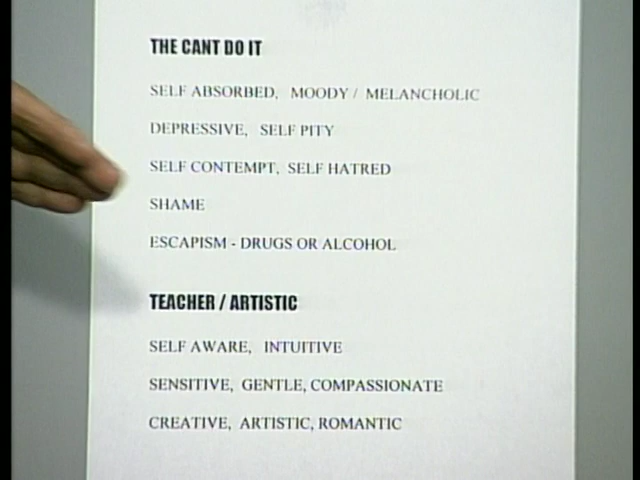 THE CANT DO IT
SELF ABSORBED, MOODY / MELANCHOLIC
DEPRESSIVE, SELF PITY
SELF CONTEMPT, SELF HATRED
SHAME
ESCAPISM - DRUGS OR ALCOHOL
TEACHER / ARTISTIC
SELF AWARE, INTUITIVE
SENSITIVE, GENTLE, COMPASSIONATE
CREATIVE, ARTISTIC, ROMANTIC